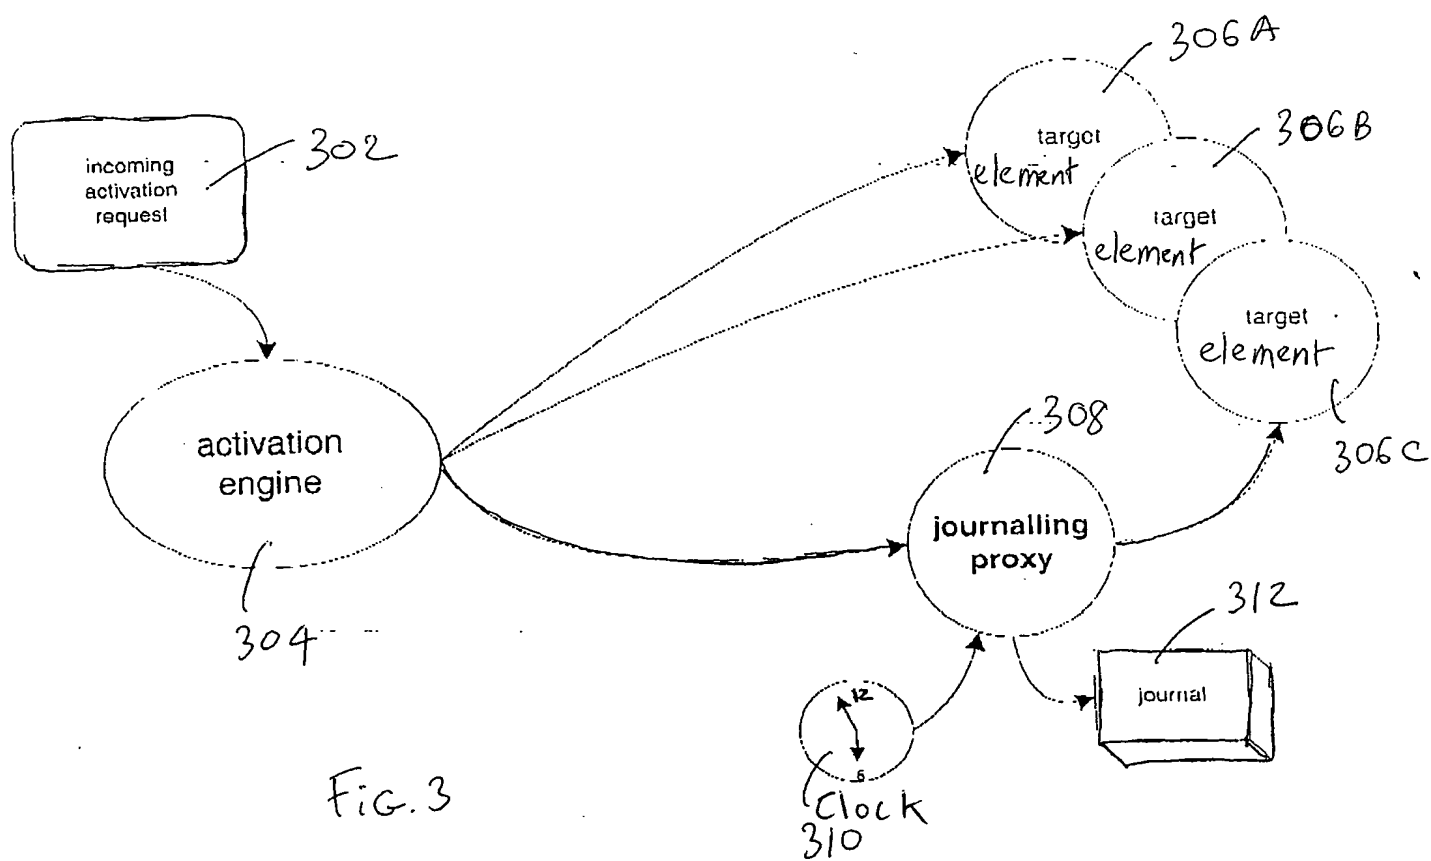 306A
302
306B
incoming
activation
request
target
element
target
element
target
element
308
306C
activation
engine
journalling
proxy
312
304
journal
12
6
Clock
310
FiG. 3